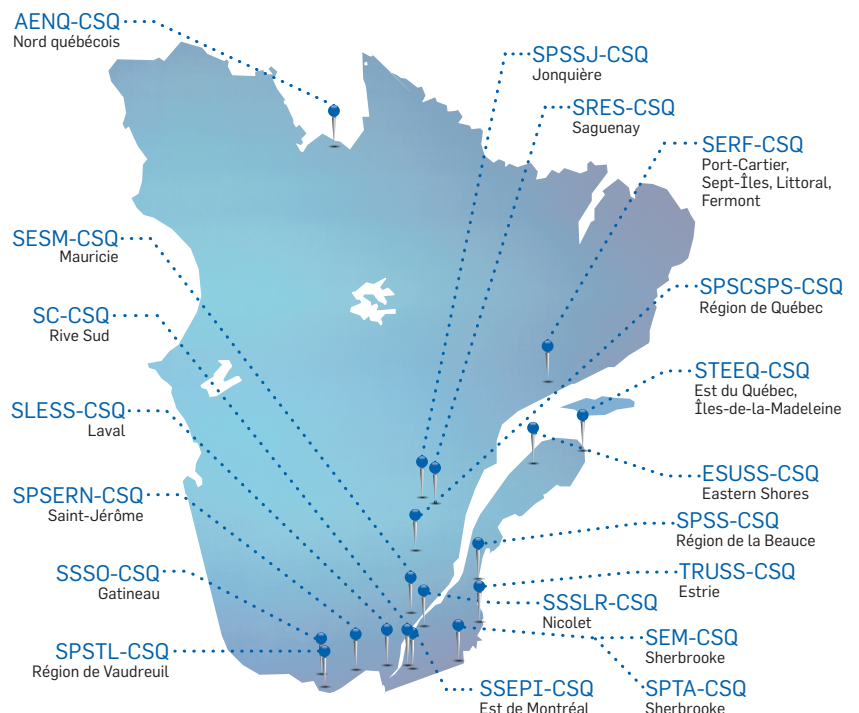 AENQ-CSQ
Nord québécois
SPSSJ-CSQ
Jonquière
SRES-CSQ
Saguenay
SERF-CSQ
Port-Cartier,
Sept-Îles, Littoral,
Fermont
SESM-CSQ
Mauricie
SPSCSPS-CSQ
Région de Québec
SC-CSQ
Rive Sud
STEEQ-CSQ
Est du Québec,
Îles-de-la-Madeleine
SLESS-CSQ
Laval
ESUSS-CSQ
Eastern Shores
SPSERN-CSQ
Saint-Jérôme
SPSS-CSQ
Région de la Beauce
SSSO-CSQ
Gatineau
TRUSS-CSQ
Estrie
SSSLR-CSQ
Nicolet
SEM-CSQ
Sherbrooke
SPSTL-CSQ
Région de Vaudreuil
SSEPI-CSQ
Est de Montréal
SPTA-CSQ
Sherbrooke